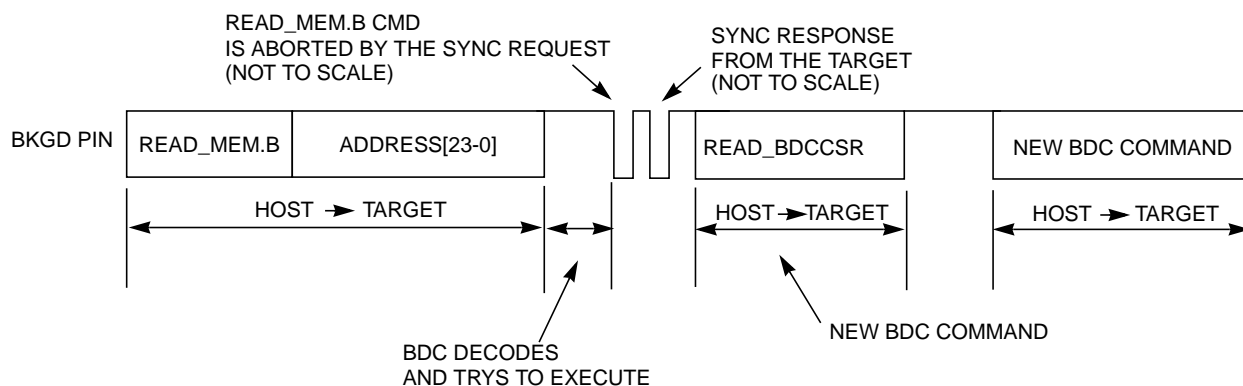 READ_MEM.B CMD
IS ABORTED BY THE SYNC REQUEST
(NOT TO SCALE)
SYNC RESPONSE
FROM THE TARGET
(NOT TO SCALE)
BKGD PIN
READ_MEM.B
ADDRESS[23-0]
READ_BDCCSR
NEW BDC COMMAND
HOST
TARGET
HOST
TARGET
HOST
TARGET
BDC DECODES
AND TRYS TO EXECUTE
NEW BDC COMMAND